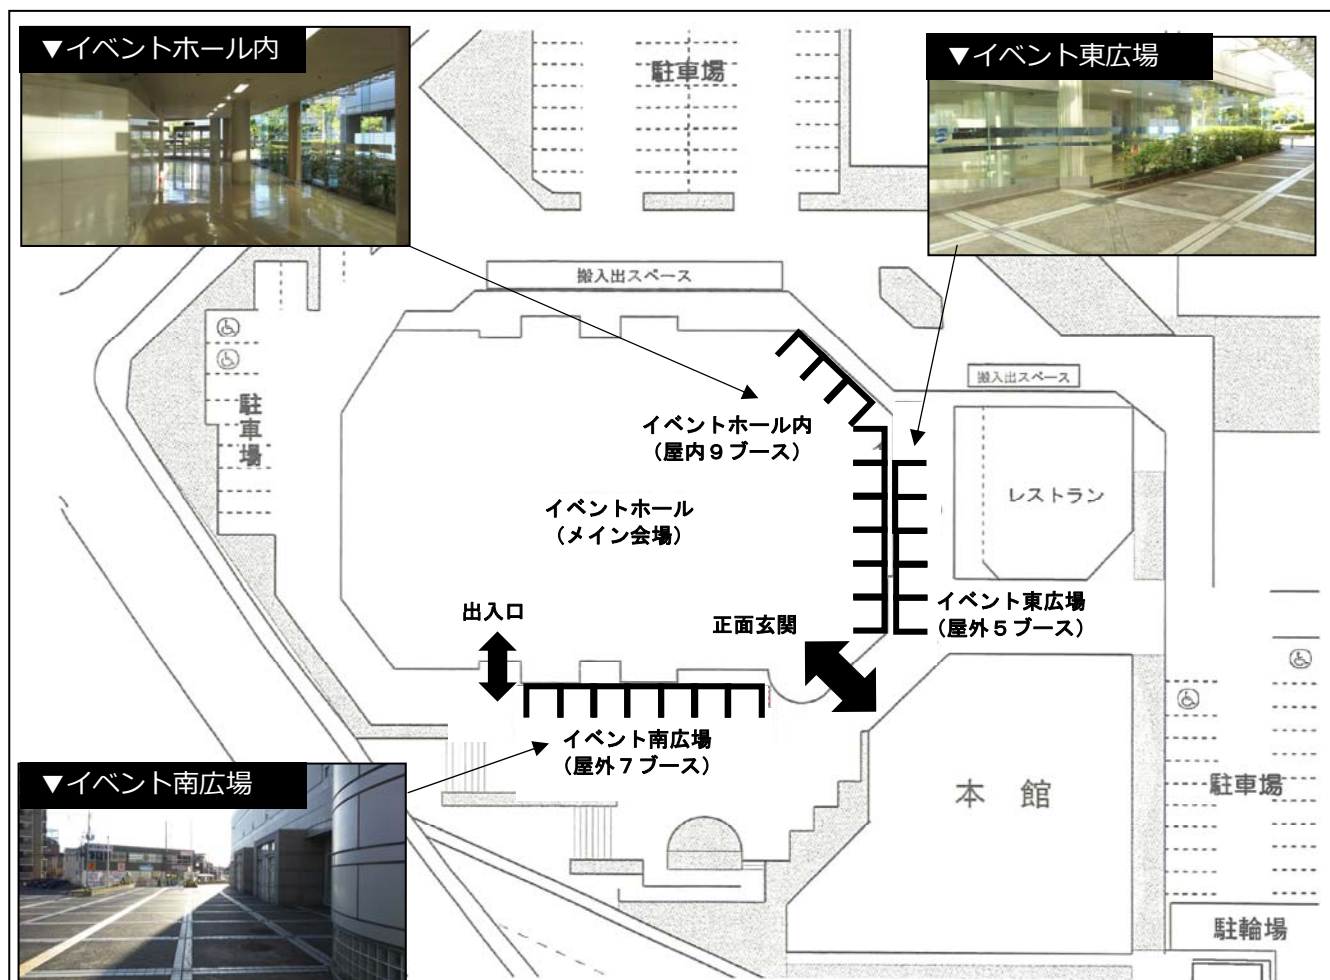 ▼イベントホール内
駐車場
▼イベント東広場
搬入出スペース
搬入出スペース
駐車場
イベントホール内
(屋内9ブース)
レストラン
イベントホール
(メイン会場)
出入口
正面玄関
イベント東広場
(屋外5ブース)
イベント南広場
(屋外7ブース)
▼イベント南広場
本館
駐車場
駐輪場